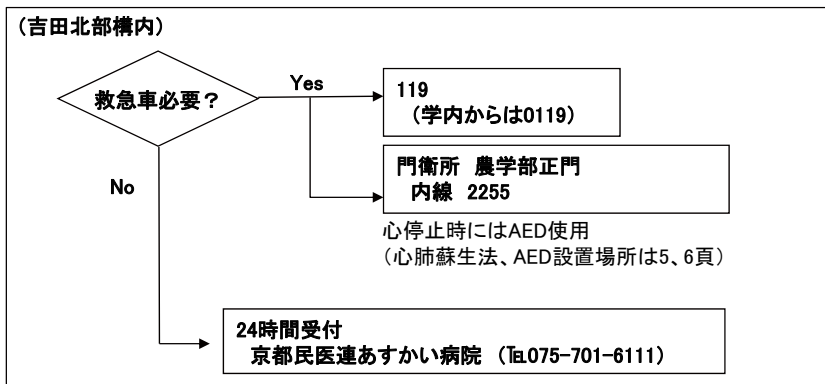 (吉田北部構内)
救急車必要?
Yes
119
(学内からは0119)
門衛所 農学部正門
内線 2255
No
心停止時にはAED使用
(心肺蘇生法、AED設置場所は5、6頁)
24時間受付
京都民医連あすかい病院 (℡075-701-6111)